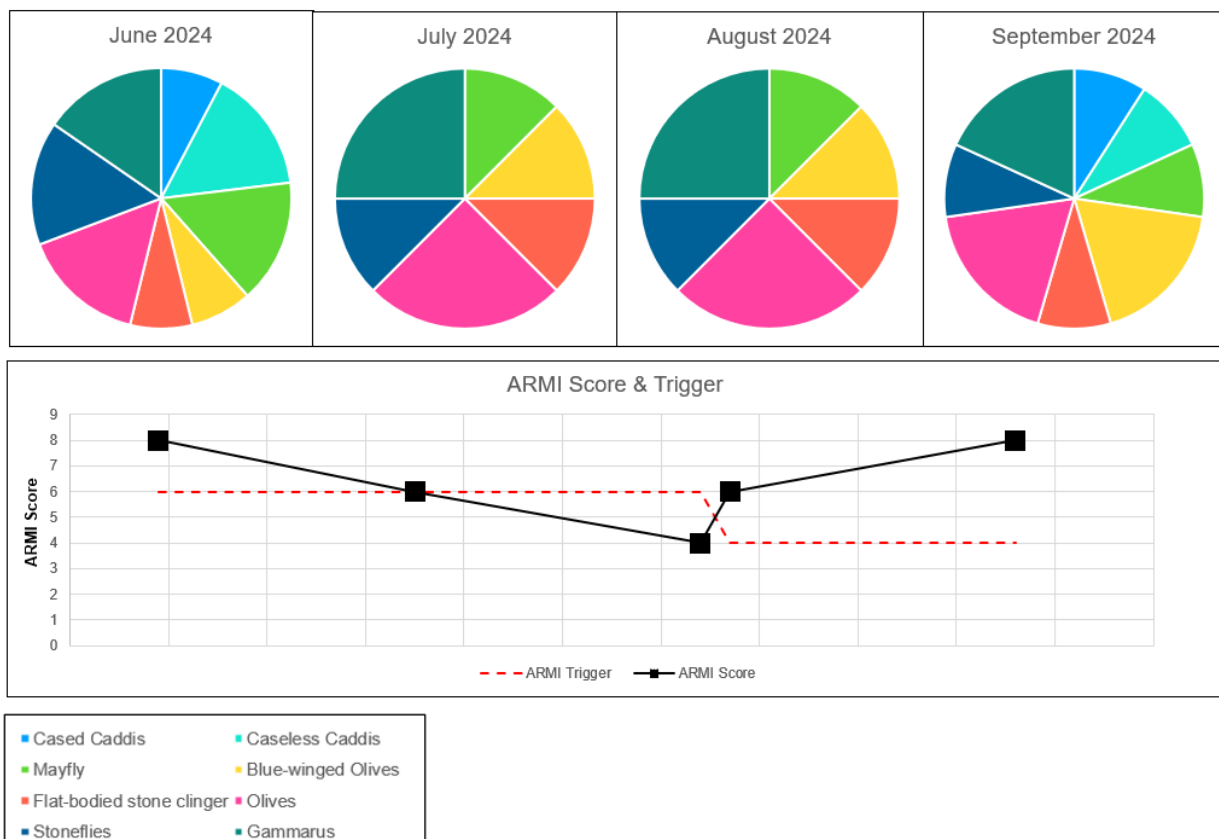 June 2024
July 2024
August 2024
September 2024
ARMI Score & Trigger
ARMI Score
9
8
7
6
5
4
3
2
1
0
ARMI Trigger ARMI Score
Cased Caddis Caseless Caddis
Mayfly Blue-winged Olives
Flat-bodied stone clinger Olives
Stoneflies Gammarus